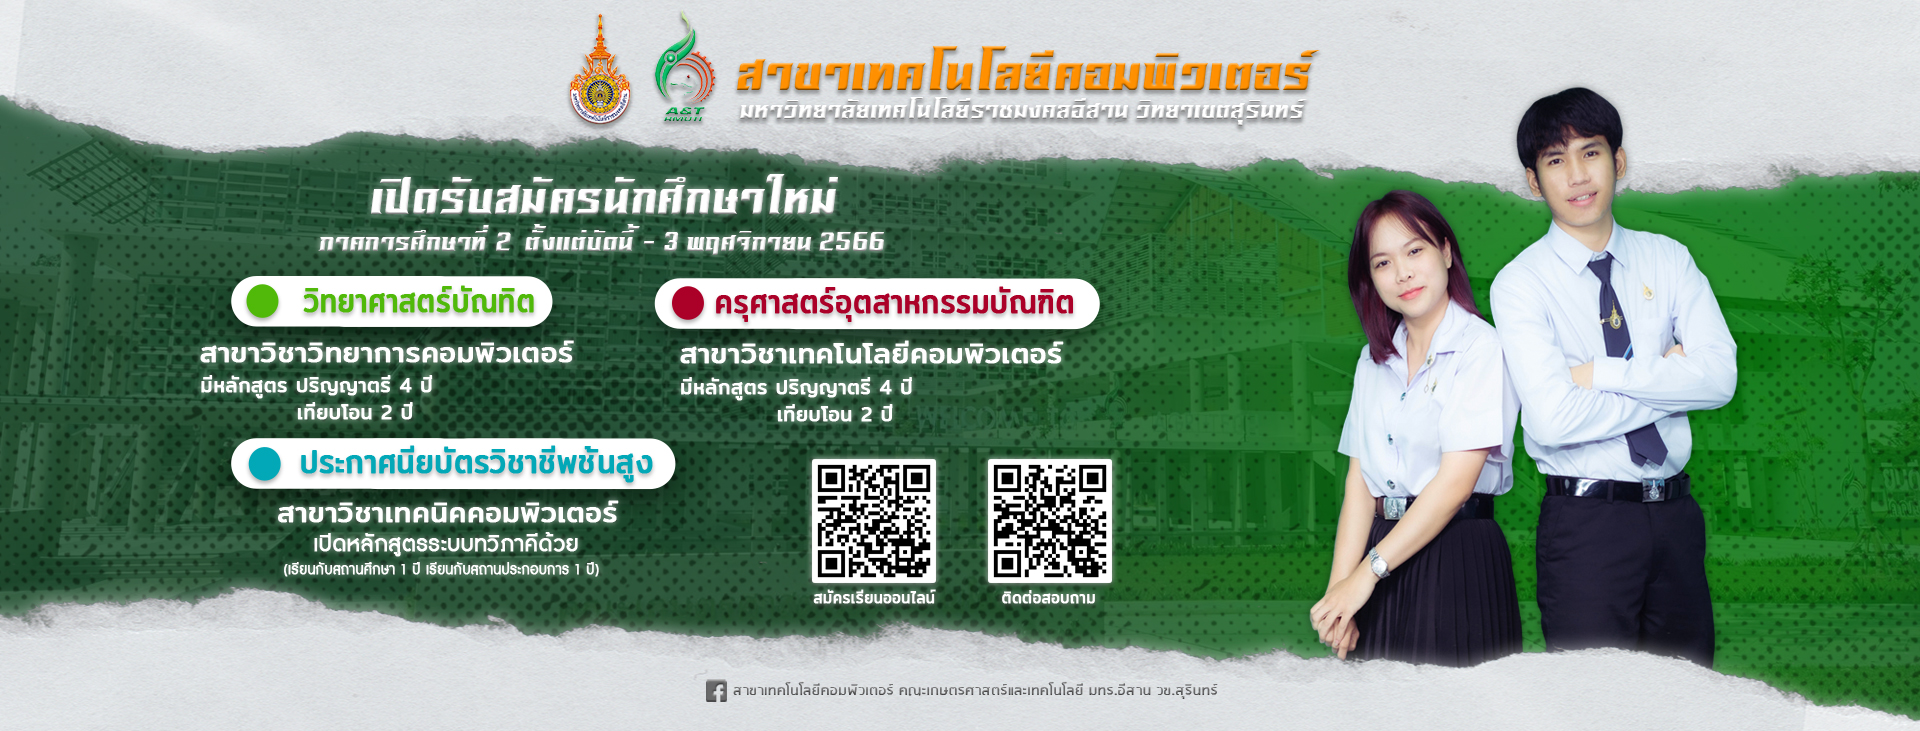 สาขาเทคโนโลยีคอมพิวเตอร์
มหาวิทยาลัยเทคโนโลยีราชมงคลอีสาน วิทยาเขตสุรินทร์
A&T
RMUTI
เปิดรับสมัครนักศึกษาใหม่
ภาคการศึกษาที่ 2 ตั้งแต่บัดนี้ - 3 พฤศจิกายน 2566
วิทยาศาสตร์บัณฑิต
สาขาวิชาวิทยาการคอมพิวเตอร์
มีหลักสูตร ปริญญาตรี 4 ปี
เทียบโอน 2 ปี
ครุศาสตร์อุตสาหกรรมบัณฑิต
สาขาวิชาเทคโนโลยีคอมพิวเตอร์
มีหลักสูตร ปริญญาตรี 4 ปี
เทียบโอน 2 ปี
ประกาศนียบัตรวิชาชีพชั้นสูง
สาขาวิชาเทคนิคคอมพิวเตอร์
เปิดหลักสูตรระบบทวิภาคีด้วย
(เรียนกับสถานศึกษา 1 ปี เรียนกับสถานประกอบการ 1 ปี)
สมัครเรียนออนไลน์
ติดต่อสอบถาม
สาขาเทคโนโลยีคอมพิวเตอร์ คณะเกษตรศาสตร์และเทคโนโลยี มทร.อีสาน วข.สุรินทร์